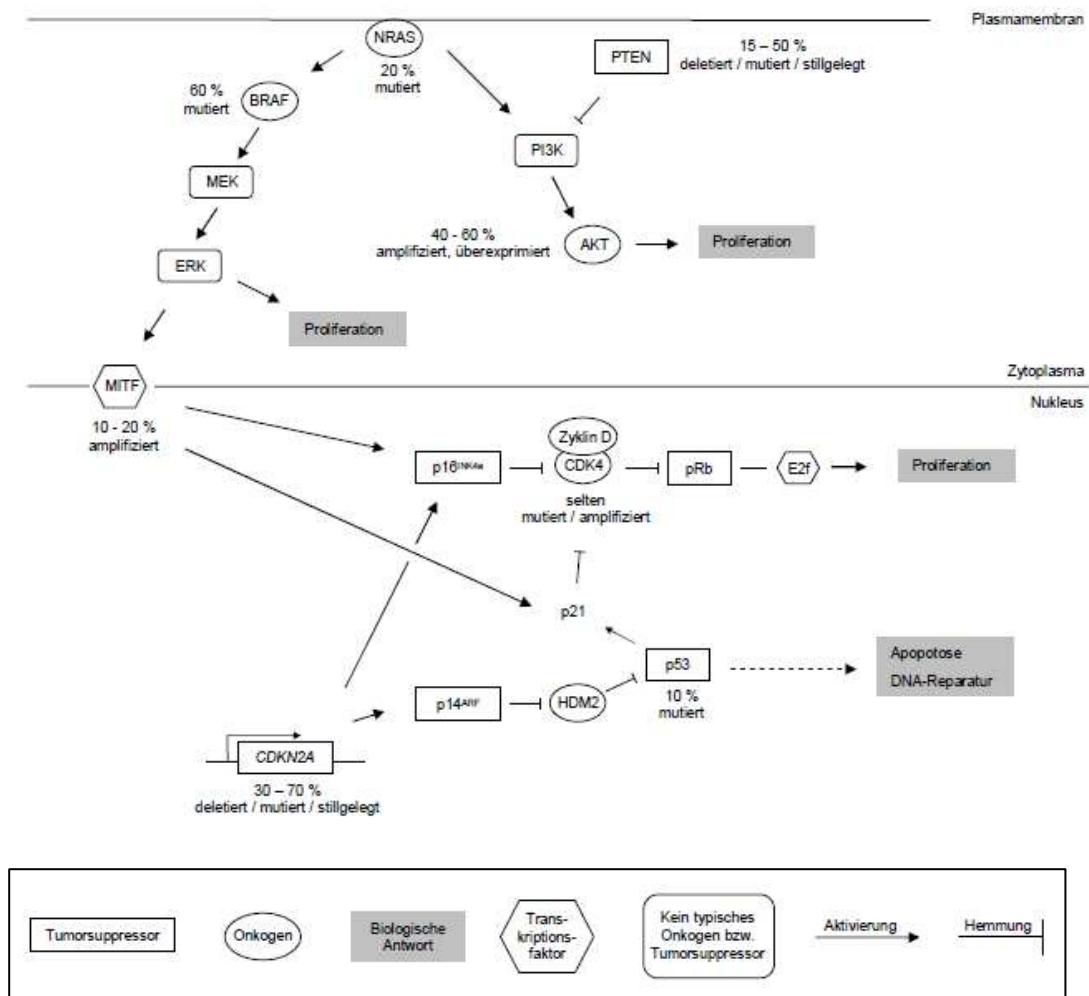 Plasmamembran
NRAS
20 %
mutiert
PTEN
15 – 50 %
deletiert / mutiert / stillgelegt
60 %
mutiert
BRAF
PI3K
MEK
40 - 60 %
amplifiziert, überexprimiert
AKT
Proliferation
ERK
Proliferation
MITF
Zytoplasma
Nukleus
10 - 20 %
amplifiziert
p16INK4a
Zyklin D
CDK4
pRb
E2f
Proliferation
selten
mutiert / amplifiziert
p21
p53
10 %
mutiert
Apopotose
DNA-Reparatur
p14ARF
HDM2
CDKN2A
30 – 70 %
deletiert / mutiert / stillgelegt
Tumorsuppressor
Onkogen
Biologische
Antwort
Trans-
kriptions-
faktor
Kein typisches
Onkogen bzw.
Tumorsuppressor
Aktivierung
Hemmung